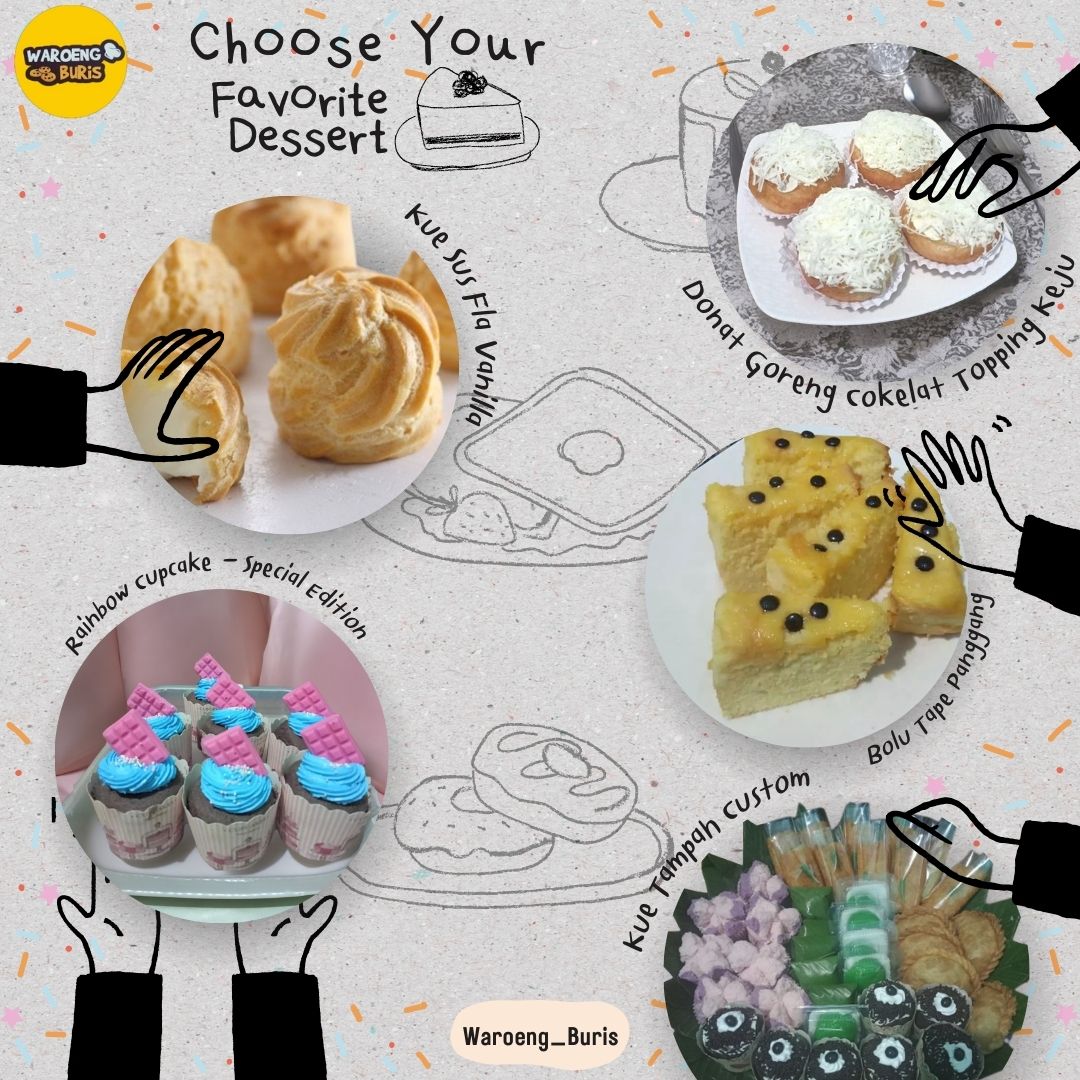 WAROENG
BURIS
Choose Your
Favorite
Dessert
Kue Sus Fla Vanilla
Donat Goreng Cokelat Topping Keju
Rainbow Cupcake - Special Edition
Bolu Tape Panggang
Kue Tampah Custom
Waroeng_Buris